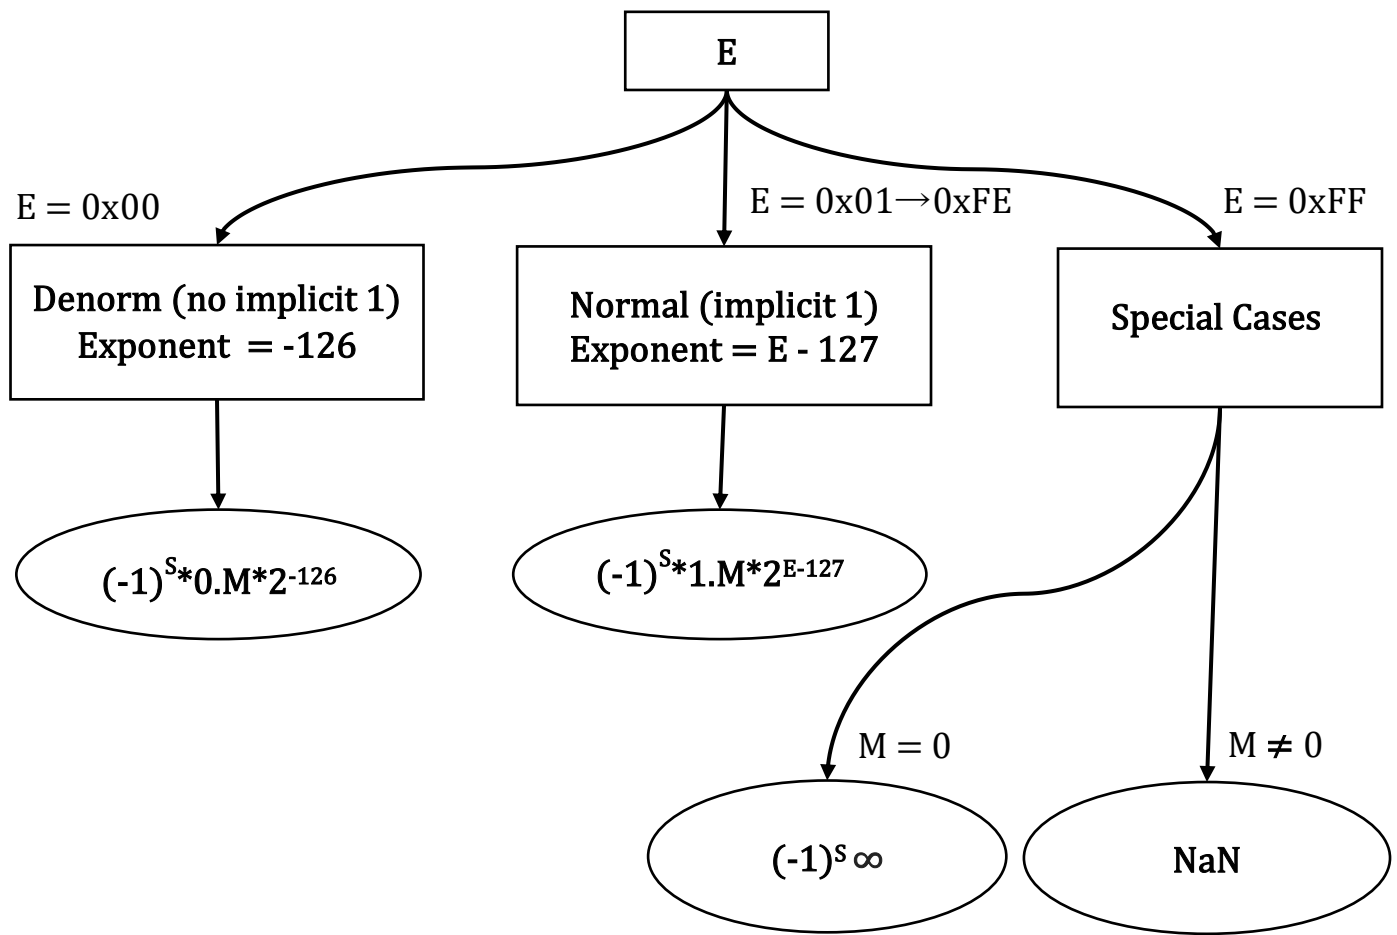 E
E = 0x00
E = 0x01→0xFE
E = 0xFF
Denorm (no implicit 1)
Exponent = -126
Normal (implicit 1)
Exponent = E - 127
Special Cases
(-1)ˢ*0.M*2⁻¹²⁶
(-1)ˢ*1.M*2ᴱ⁻¹²⁷
M = 0
M ≠ 0
(-1)ˢ∞
NaN